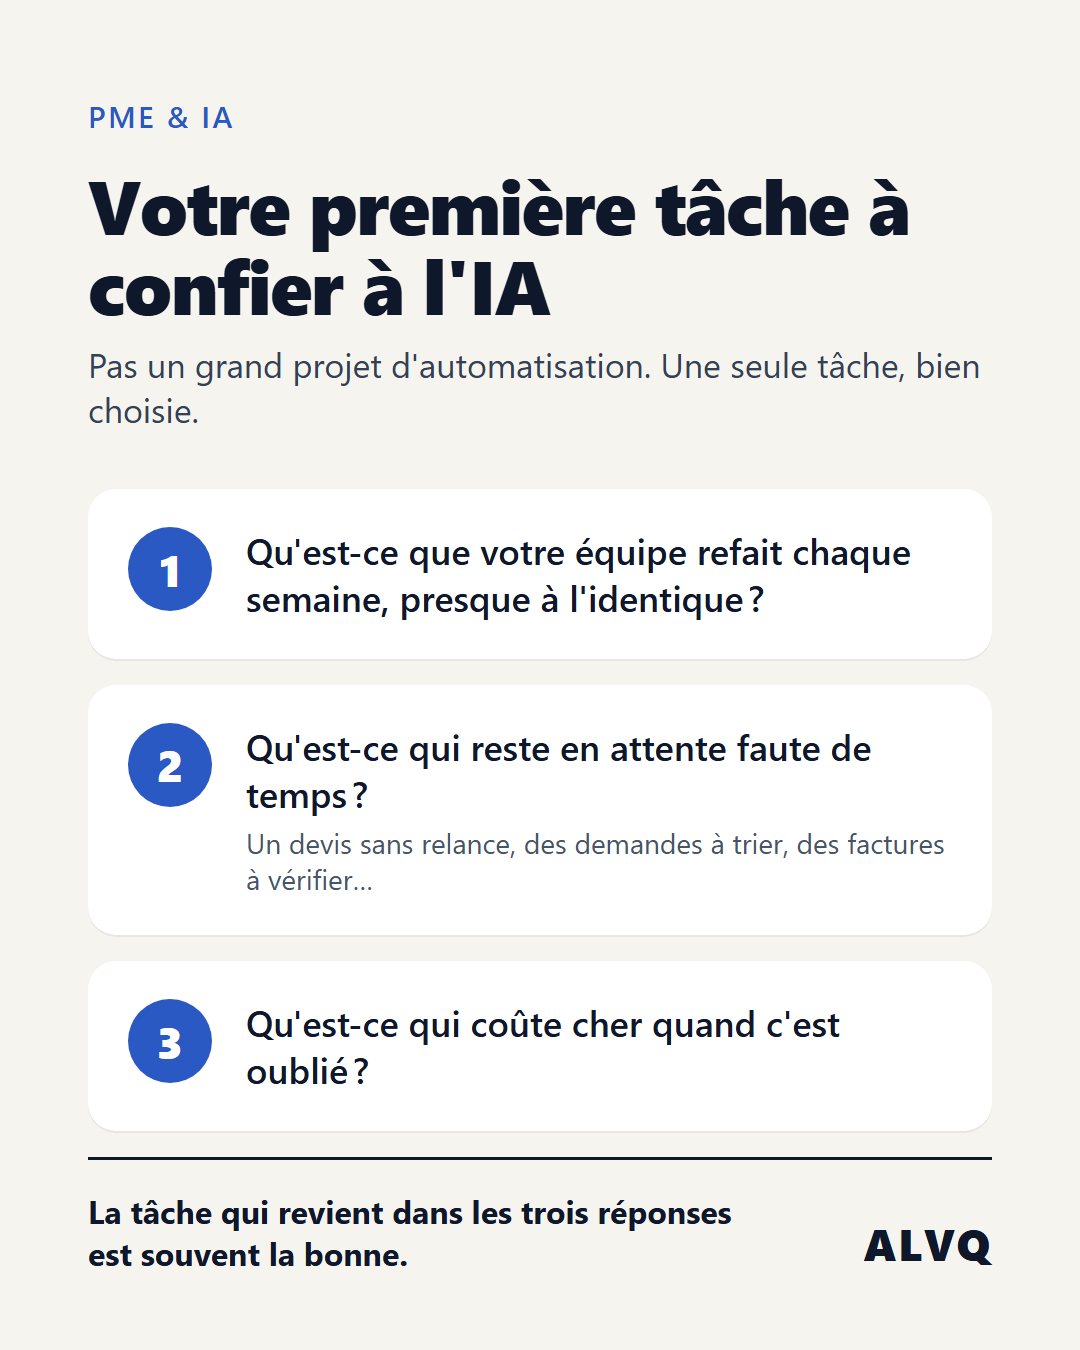 PME & IA
Votre première tâche à
confier à l'IA
Pas un grand projet d'automatisation. Une seule tâche, bien
choisie.
1
Qu'est-ce que votre équipe refait chaque
semaine, presque à l'identique ?
2
Qu'est-ce qui reste en attente faute de
temps ?
Un devis sans relance, des demandes à trier, des factures
à vérifier…
3
Qu'est-ce qui coûte cher quand c'est
oublié ?
La tâche qui revient dans les trois réponses
est souvent la bonne.
ALVQ